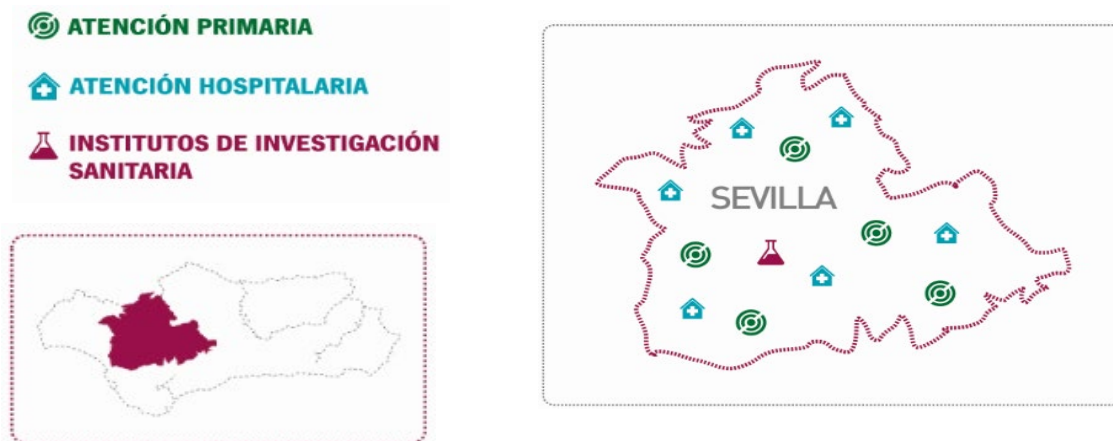 ATENCIÓN PRIMARIA
ATENCIÓN HOSPITALARIA
INSTITUTOS DE INVESTIGACIÓN
SANITARIA
SEVILLA